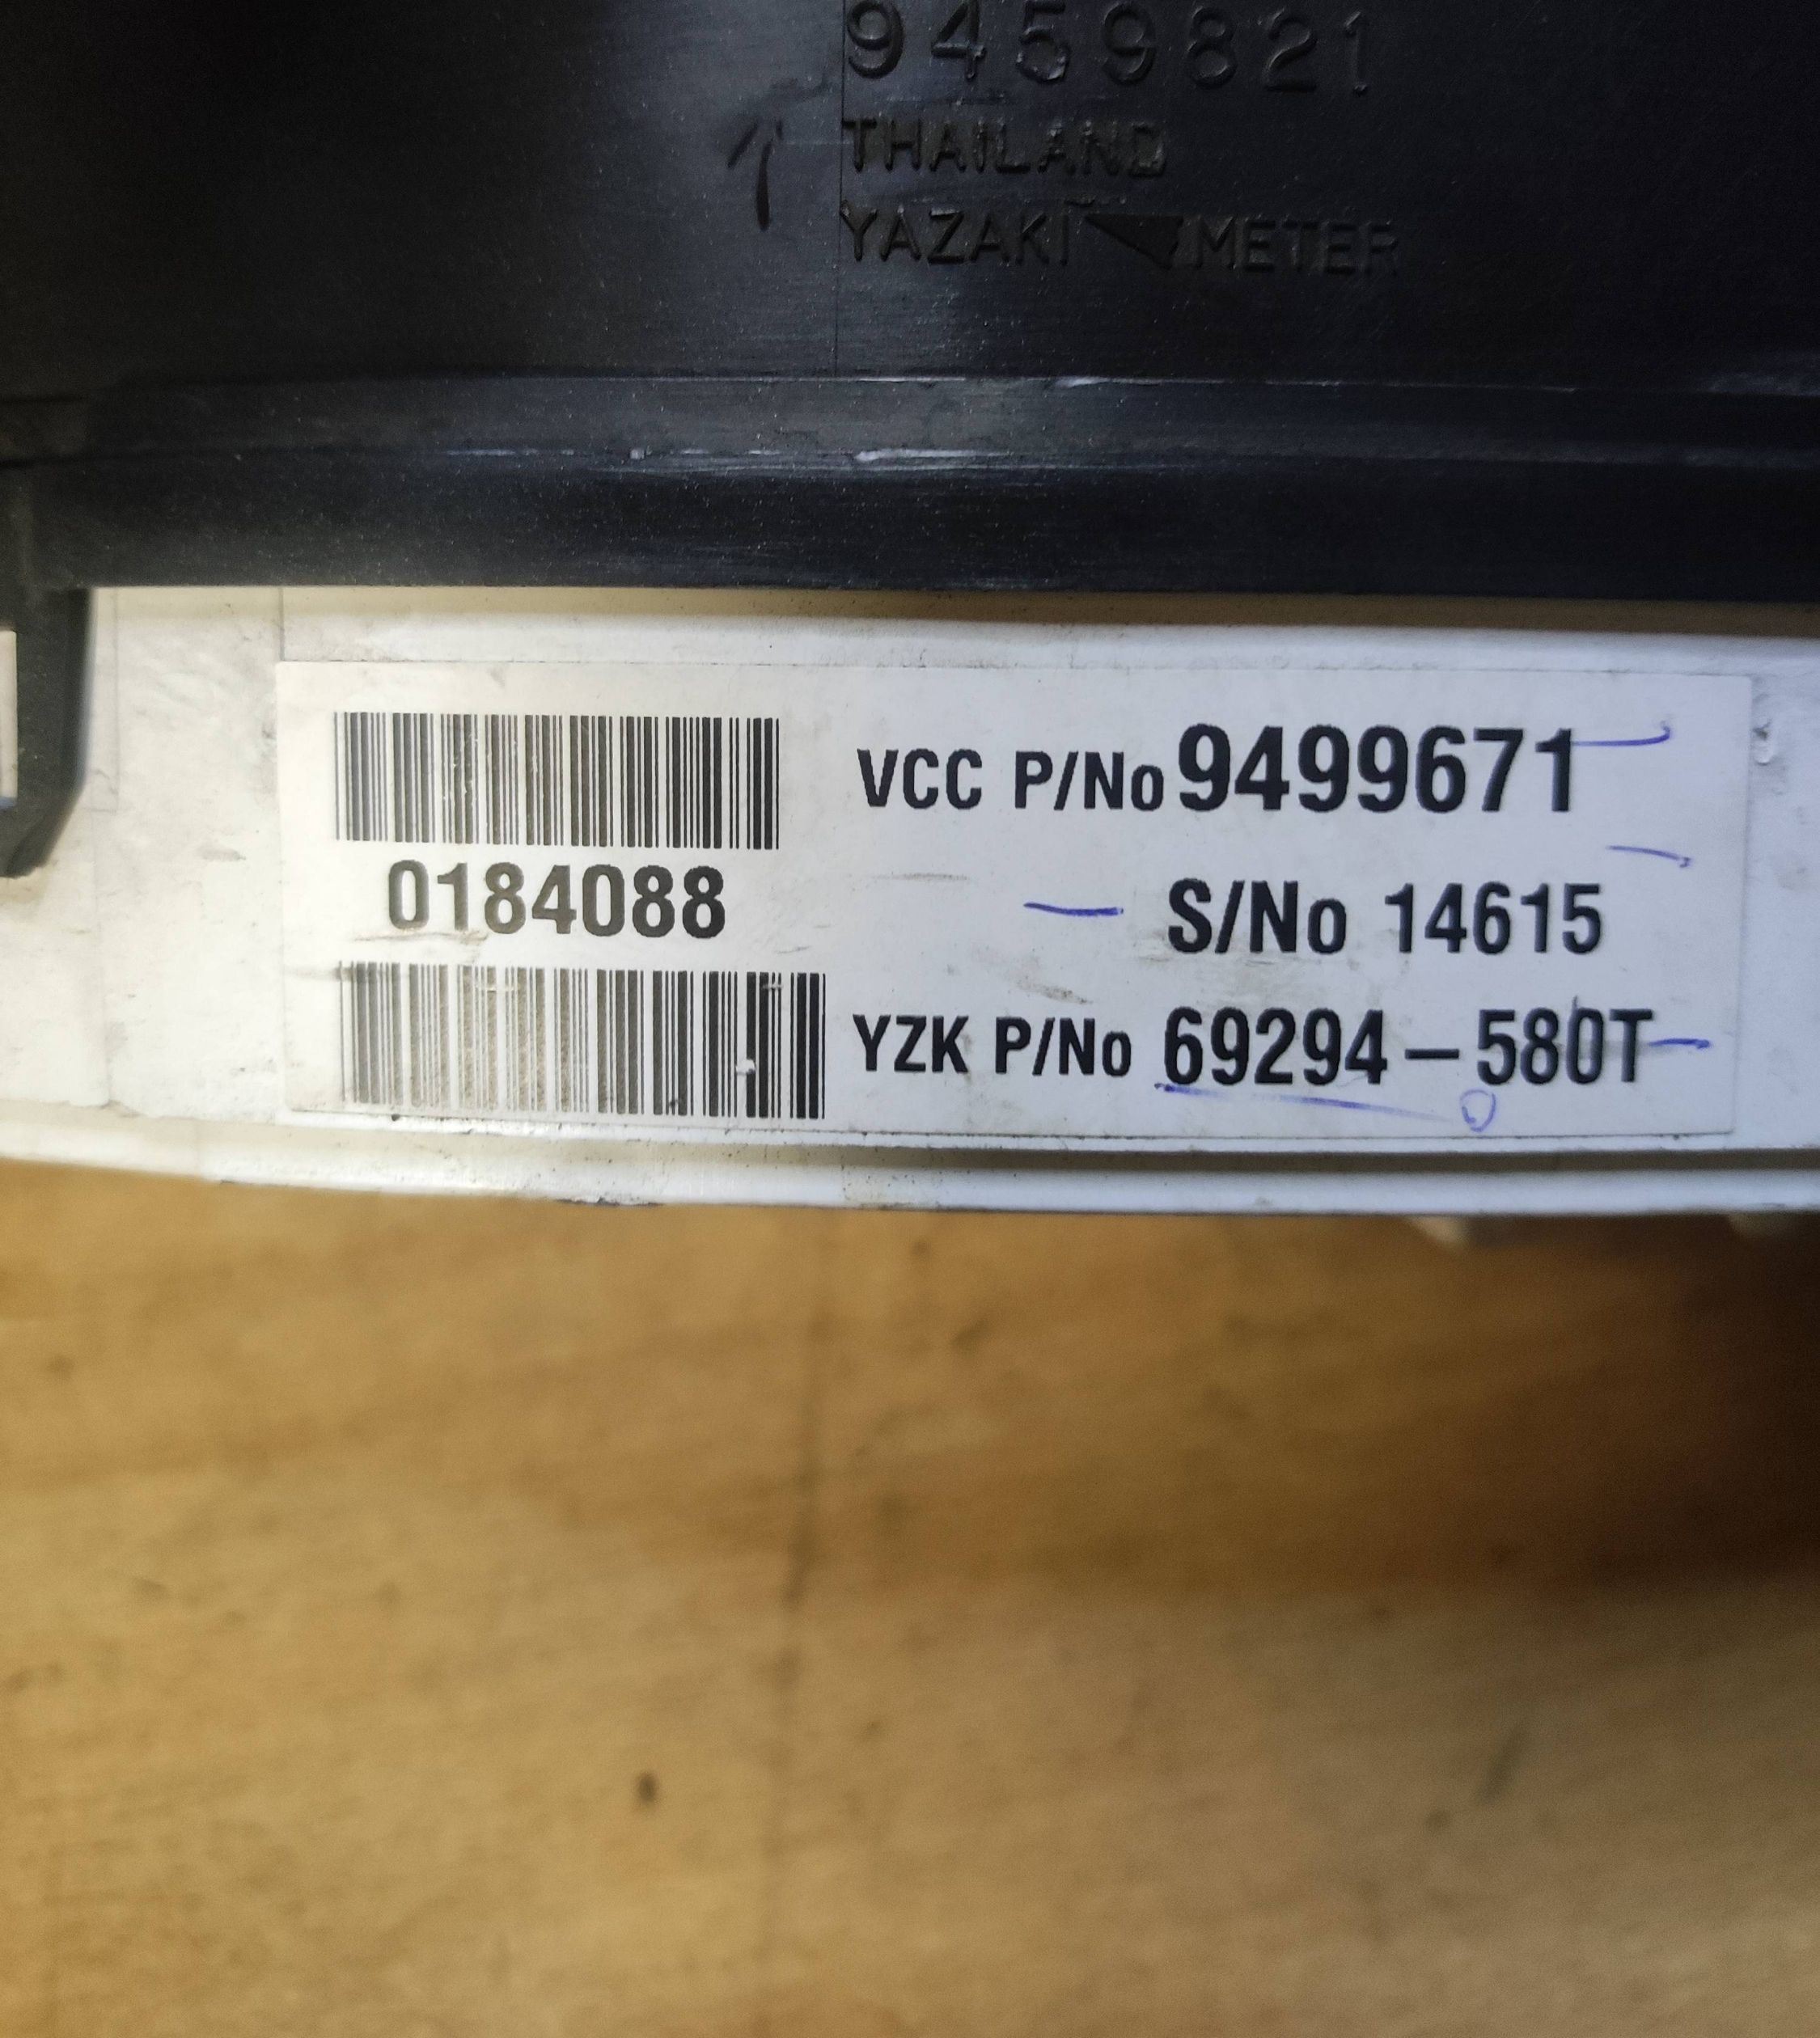 9459821
THAILAND
YAZAKI METER
VCC P/No 9499671
0184088
S/No 14615
YZK P/No 69294-580T